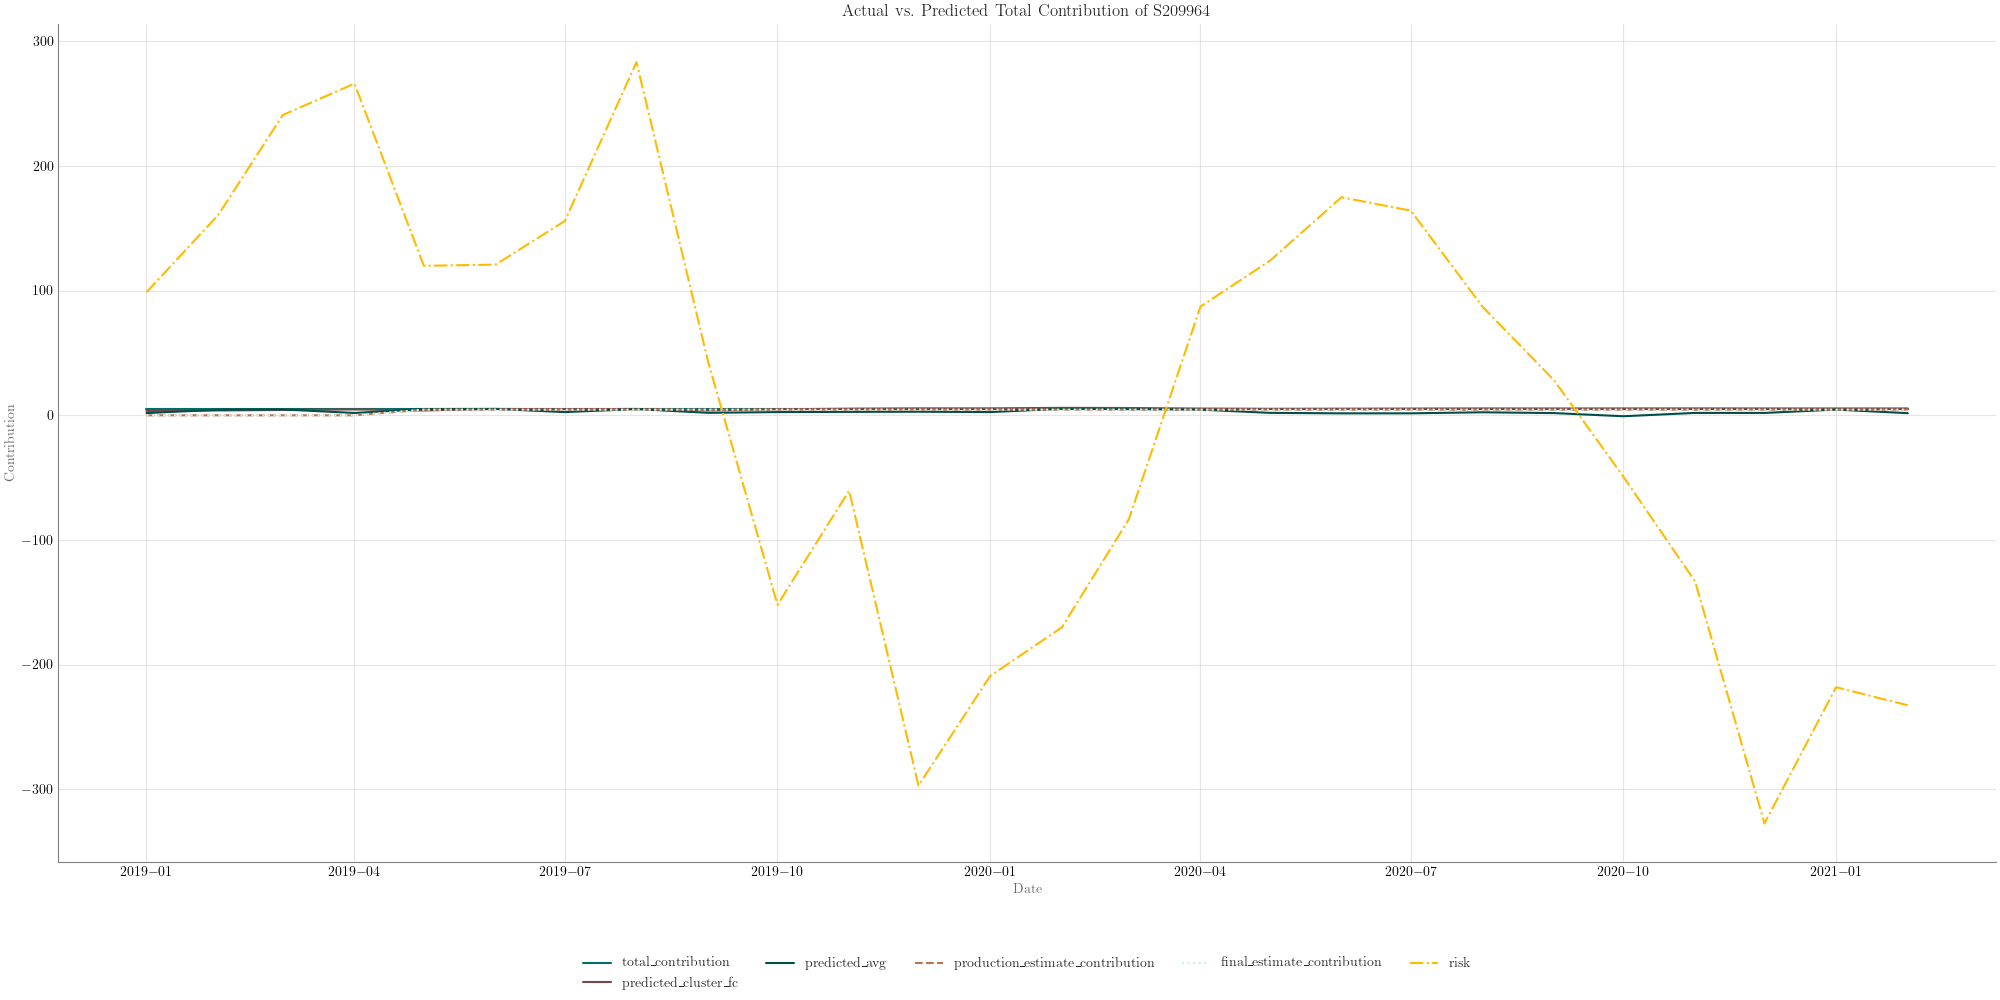 Actual vs. Predicted Total Contribution of S209964
300
200
100
0
−100
−200
−300
Contribution
2019−01
2019−04
2019−07
2019−10
2020−01
2020−04
2020−07
2020−10
2021−01
Date
total_contribution
predicted_avg
production_estimate_contribution
final_estimate_contribution
risk
predicted_cluster_fc